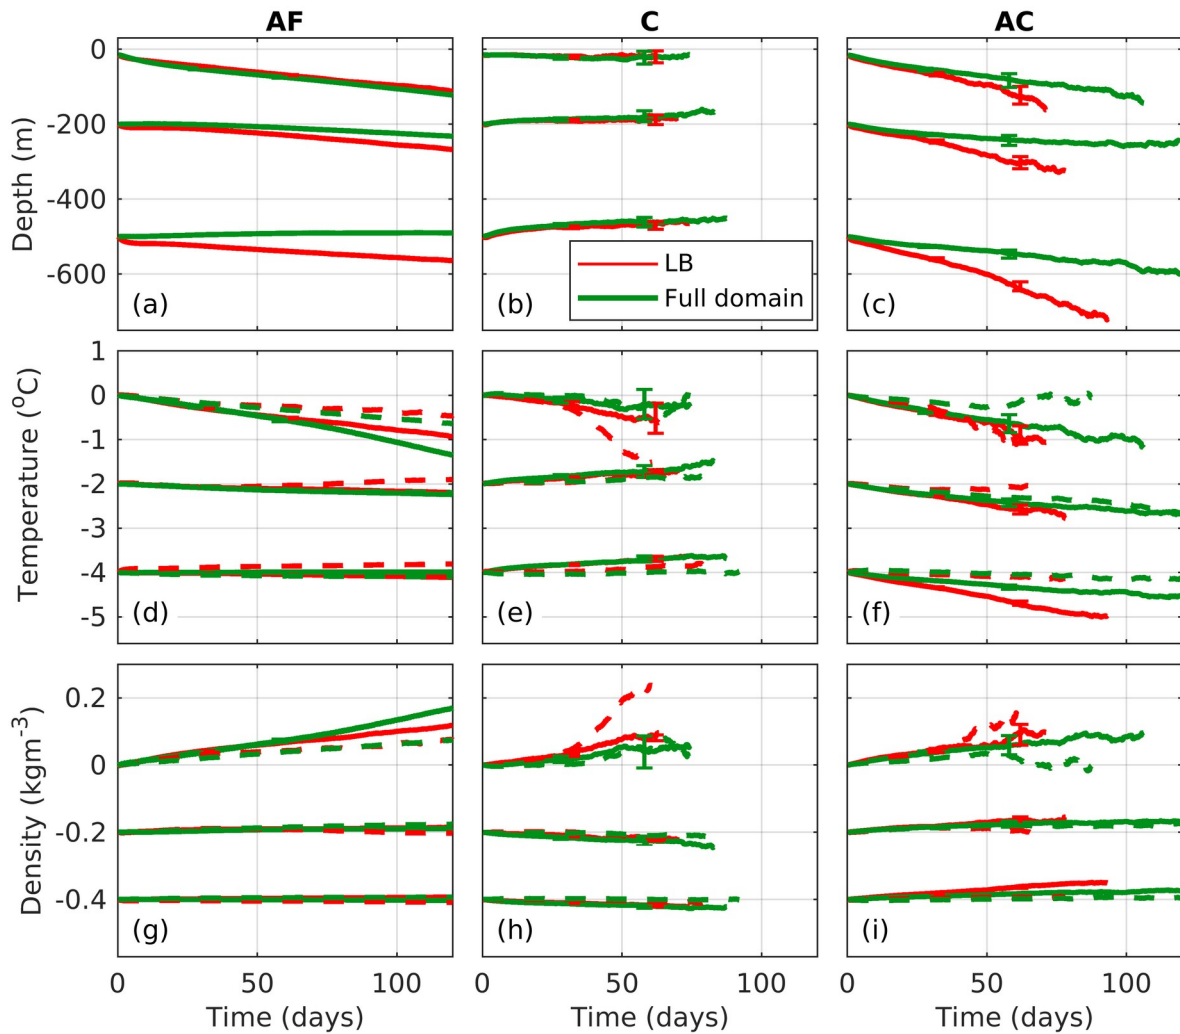 AF C AC
0
-200
-400
-600
Depth (m)
(a) (b) (c)
LB
Full domain
1
0
-1
-2
-3
-4
-5
Temperature (°C)
(d) (e) (f)
0.2
0
-0.2
-0.4
Density (kgm⁻³)
(g) (h) (i)
0 50 100 0 50 100 0 50 100
Time (days) Time (days) Time (days)